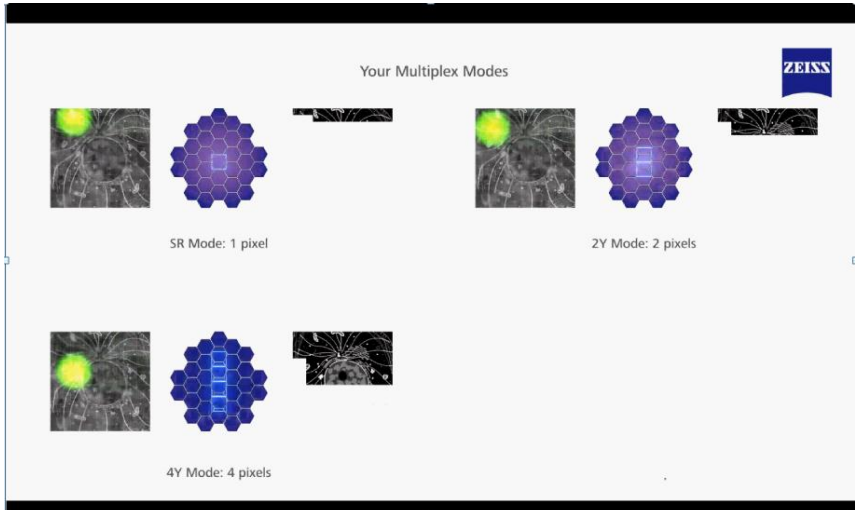 Your Multiplex Modes
ZEISS
SR Mode: 1 pixel
2Y Mode: 2 pixels
4Y Mode: 4 pixels